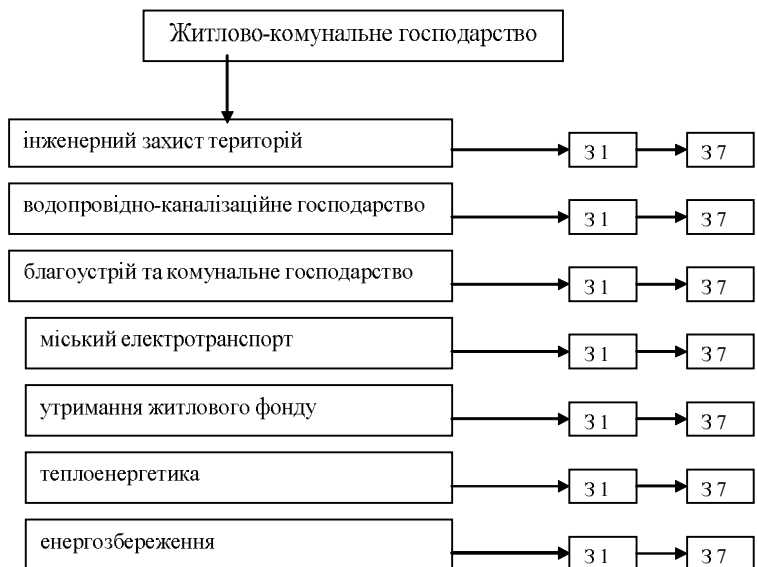 Житлово-комунальне господарство
інженерний захист територій З 1 З 7
водопровідно-каналізаційне господарство З 1 З 7
благоустрій та комунальне господарство З 1 З 7
міський електротранспорт З 1 З 7
утримання житлового фонду З 1 З 7
теплоенергетика З 1 З 7
енергозбереження З 1 З 7